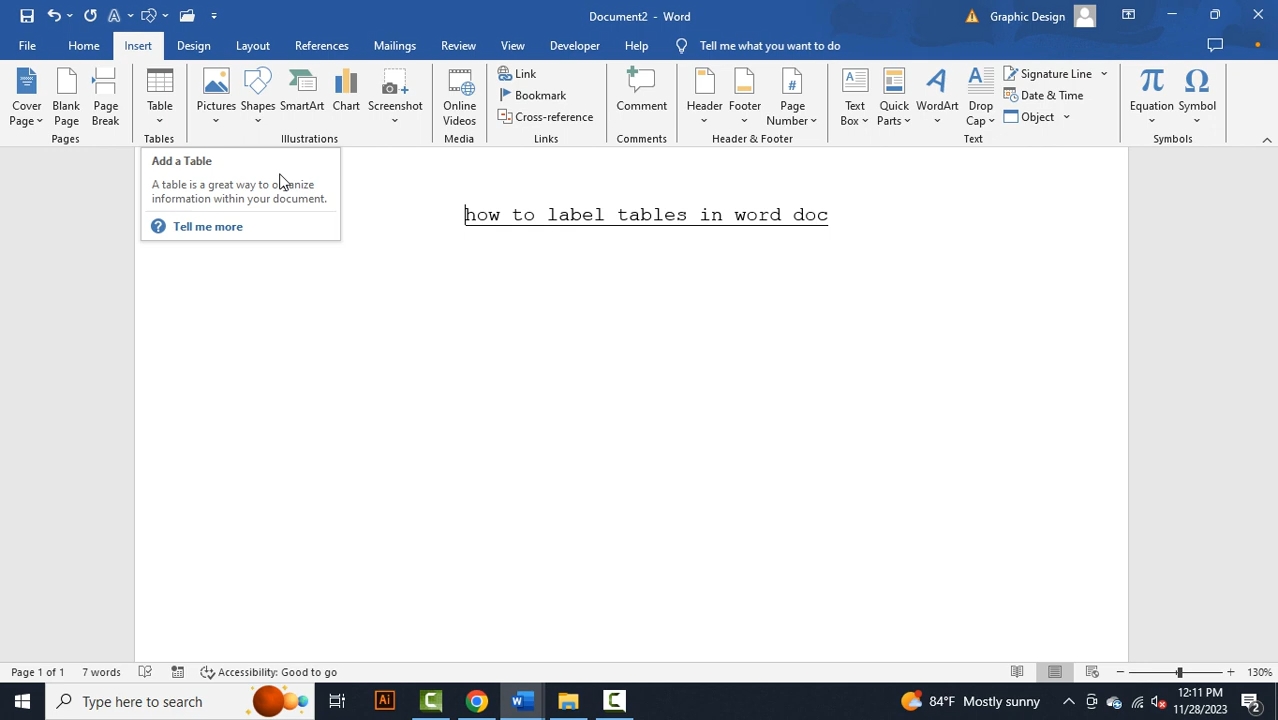 Document2 - Word
Graphic Design
File Home Insert Design Layout References Mailings Review View Developer Help Tell me what you want to do
Cover Page
Blank Page
Page Break
Pages
Table
Tables
Pictures
Shapes
SmartArt
Chart
Screenshot
Illustrations
Online Videos
Media
Link
Bookmark
Cross-reference
Links
Comment
Comments
Header
Footer
Page Number
Header & Footer
Text Box
Quick Parts
WordArt
Drop Cap
Signature Line
Date & Time
Object
Text
Equation
Symbol
Symbols
Add a Table
A table is a great way to organize
information within your document.
Tell me more
how to label tables in word doc
Page 1 of 1 7 words Accessibility: Good to go 130%
Type here to search
Ai
84°F Mostly sunny
12:11 PM
11/28/2023
2